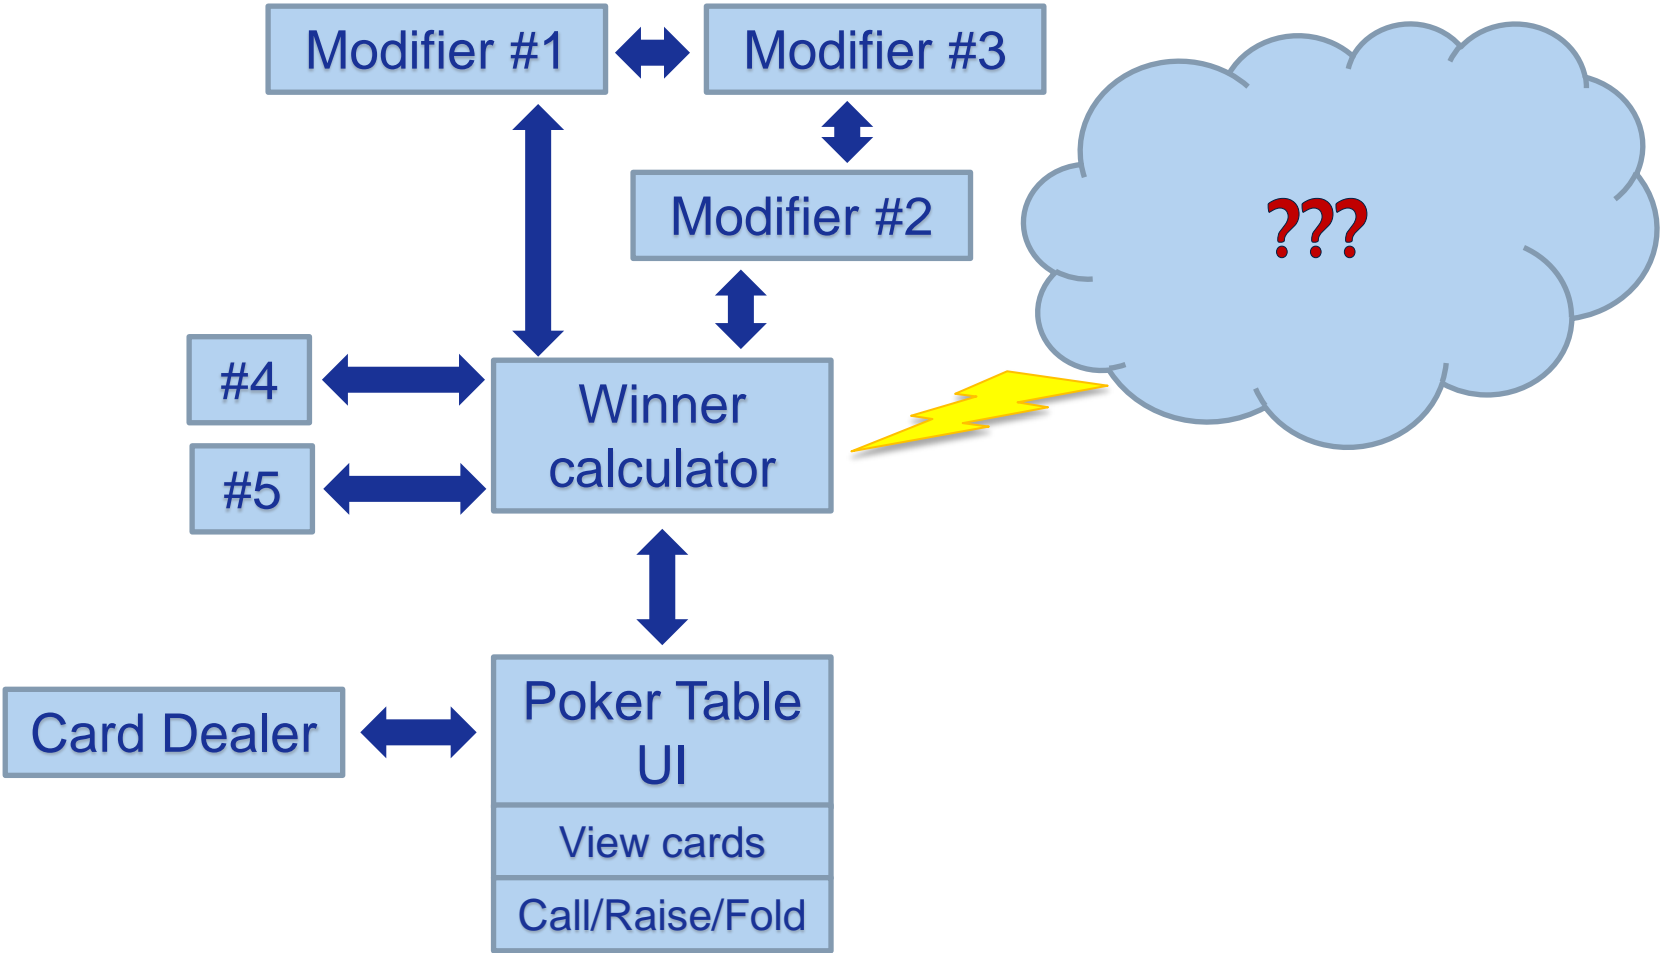 Modifier #1
Modifier #3
???
Modifier #2
#4
Winner
calculator
#5
Poker Table
UI
Card Dealer
View cards
Call/Raise/Fold